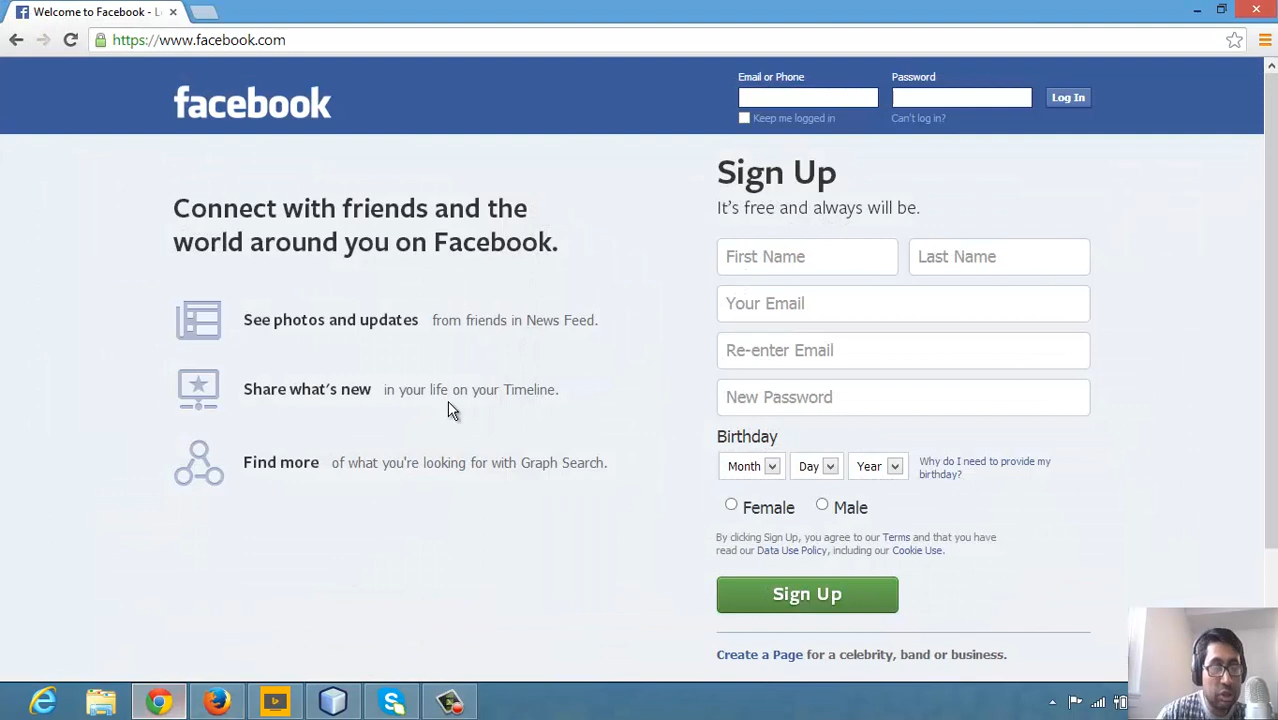 Welcome to Facebook - L
https://www.facebook.com
facebook
Email or Phone
Password
Log In
Keep me logged in
Can't log in?
Connect with friends and the
world around you on Facebook.
See photos and updates from friends in News Feed.
Share what's new in your life on your Timeline.
Find more of what you're looking for with Graph Search.
Sign Up
It's free and always will be.
First Name
Last Name
Your Email
Re-enter Email
New Password
Birthday
Month
Day
Year
Why do I need to provide my
birthday?
Female
Male
By clicking Sign Up, you agree to our Terms and that you have
read our Data Use Policy, including our Cookie Use.
Sign Up
Create a Page for a celebrity, band or business.